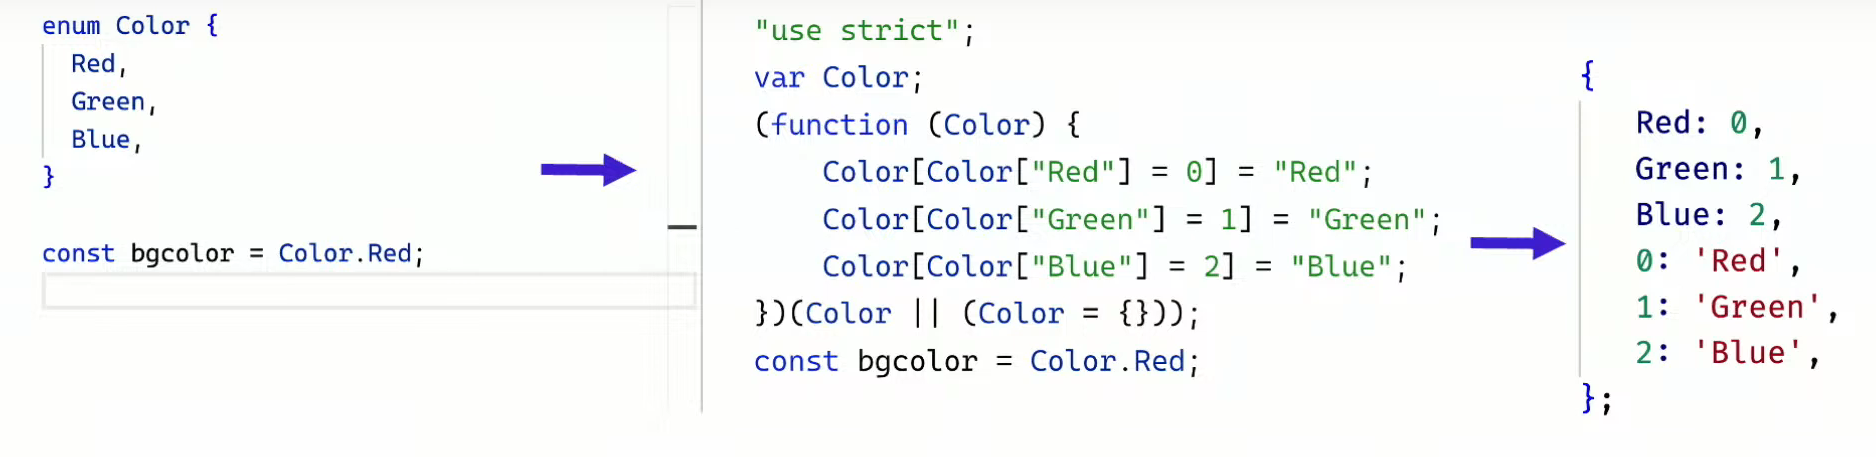 enum Color {
  Red,
  Green,
  Blue,
}
const bgcolor = Color.Red;
"use strict";
var Color;
(function (Color) {
    Color[Color["Red"] = 0] = "Red";
    Color[Color["Green"] = 1] = "Green";
    Color[Color["Blue"] = 2] = "Blue";
})(Color || (Color = {}));
const bgcolor = Color.Red;
{
    Red: 0,
    Green: 1,
    Blue: 2,
    0: 'Red',
    1: 'Green',
    2: 'Blue',
};